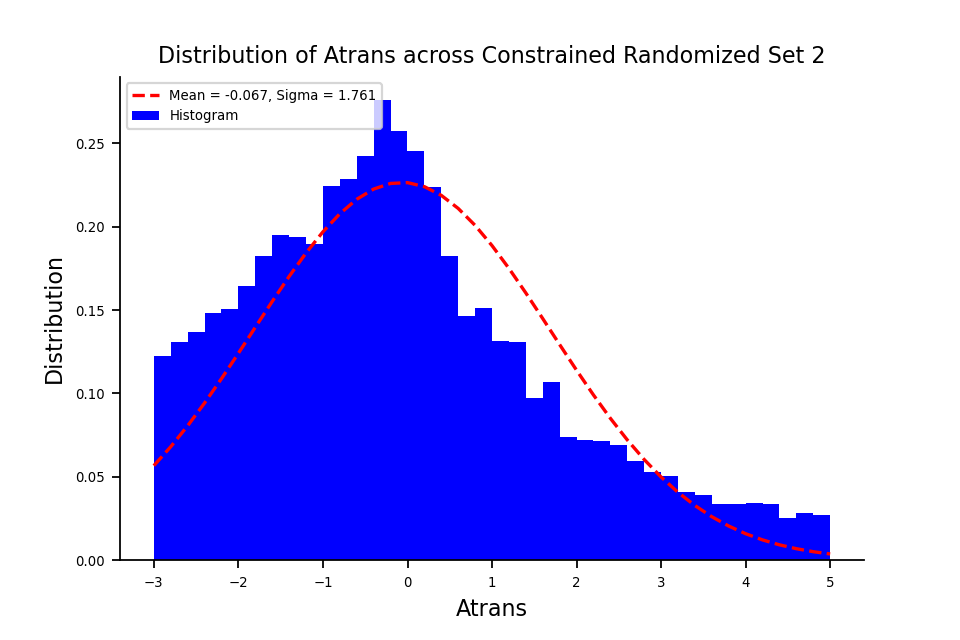 Distribution of Atrans across Constrained Randomized Set 2
Mean = -0.067, Sigma = 1.761
Histogram
Distribution
0.25
0.20
0.15
0.10
0.05
0.00
−3 −2 −1 0 1 2 3 4 5
Atrans